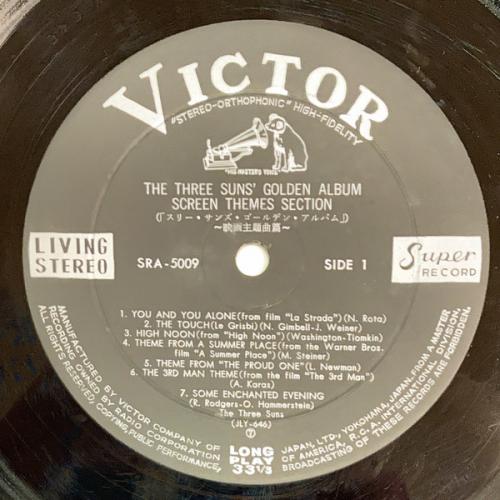 VICTOR
"STEREO-ORTHOPHONIC" HIGH-FIDELITY
"HIS MASTER'S VOICE"
THE THREE SUNS' GOLDEN ALBUM
SCREEN THEMES SECTION
(「スリー・サンズ・ゴールデン・アルバム」)
～映画主題曲篇～
LIVING
STEREO
SRA-5009
SIDE 1
Super
RECORD
1. YOU AND YOU ALONE (from film "La Strada") (N. Rota)
2. THE TOUCH (Le Grisbi) (N. Gimbell-J. Weiner)
3. HIGH NOON (from "High Noon") (Washington-Tiomkin)
4. THEME FROM A SUMMER PLACE (from the Warner Bros.
film "A Summer Place") (M. Steiner)
5. THEME FROM "THE PROUD ONE" (L. Newman)
6. THE 3RD MAN THEME (from the film "The 3rd Man")
(A. Karas)
7. SOME ENCHANTED EVENING
(R. Rodgers-O. Hammerstein)
The Three Suns
(JLY-646)
7
LONG
PLAY
33 1/3
MANUFACTURED BY VICTOR COMPANY OF JAPAN, LTD., YOKOHAMA, JAPAN, FROM A MASTER
RECORDING OWNED BY RADIO CORPORATION OF AMERICA, R.C.A. INTERNATIONAL DIVISION.
ALL RIGHTS RESERVED, COPYING, PUBLIC PERFORMANCE, BROADCASTING OF THESE RECORDS FORBIDDEN.